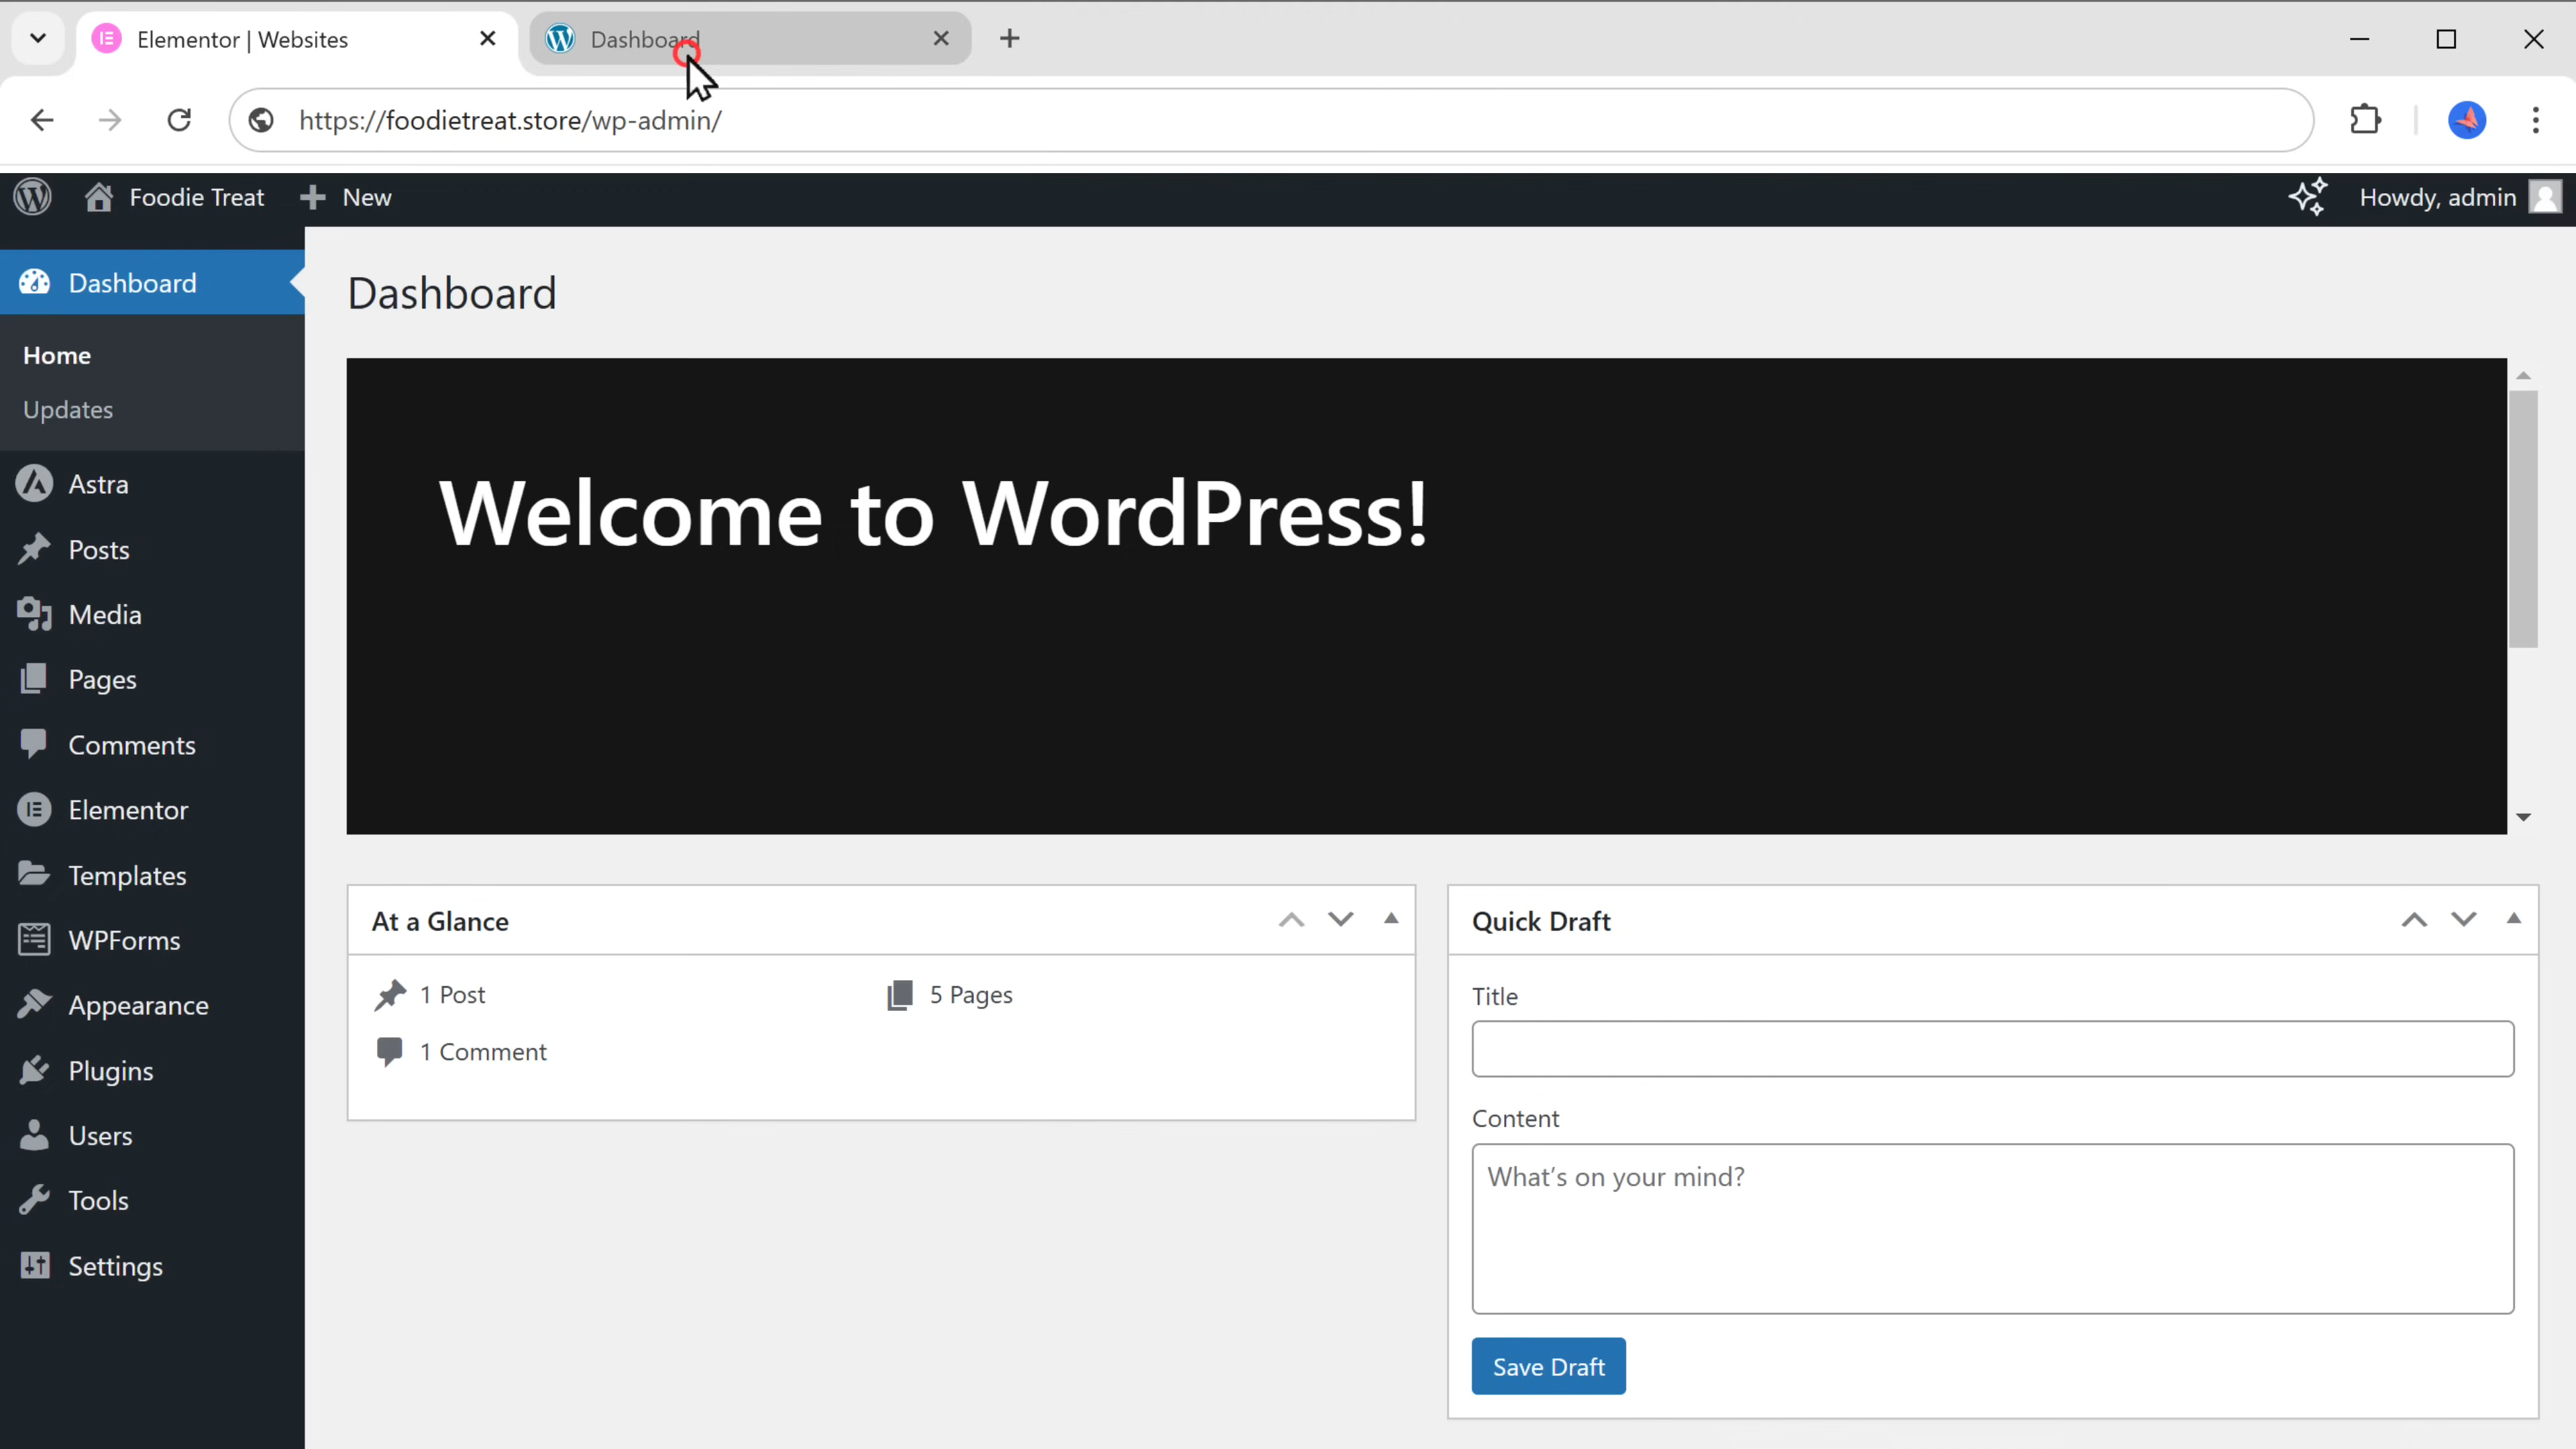 Elementor | Websites
Dashboard
https://foodietreat.store/wp-admin/
Foodie Treat
New
Howdy, admin
Dashboard
Home
Updates
Astra
Posts
Media
Pages
Comments
Elementor
Templates
WPForms
Appearance
Plugins
Users
Tools
Settings
Dashboard
Welcome to WordPress!
At a Glance
1 Post
5 Pages
1 Comment
Quick Draft
Title
Content
What's on your mind?
Save Draft